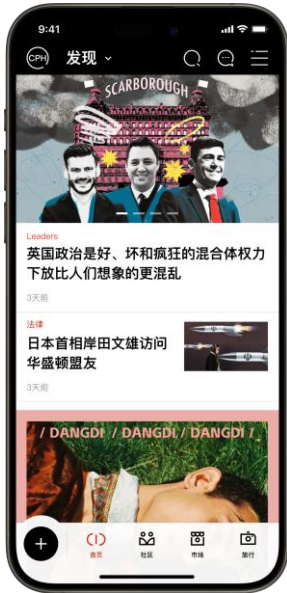 9:41
CPH 发现
SCARBOROUGH
Leaders
英国政治是好、坏和疯狂的混合体权力
下放比人们想象的更混乱
3天前
法律
日本首相岸田文雄访问
华盛顿盟友
3天前
/ DANGDI / DANGDI / DANGDI /
首页 社区 市场 旅行